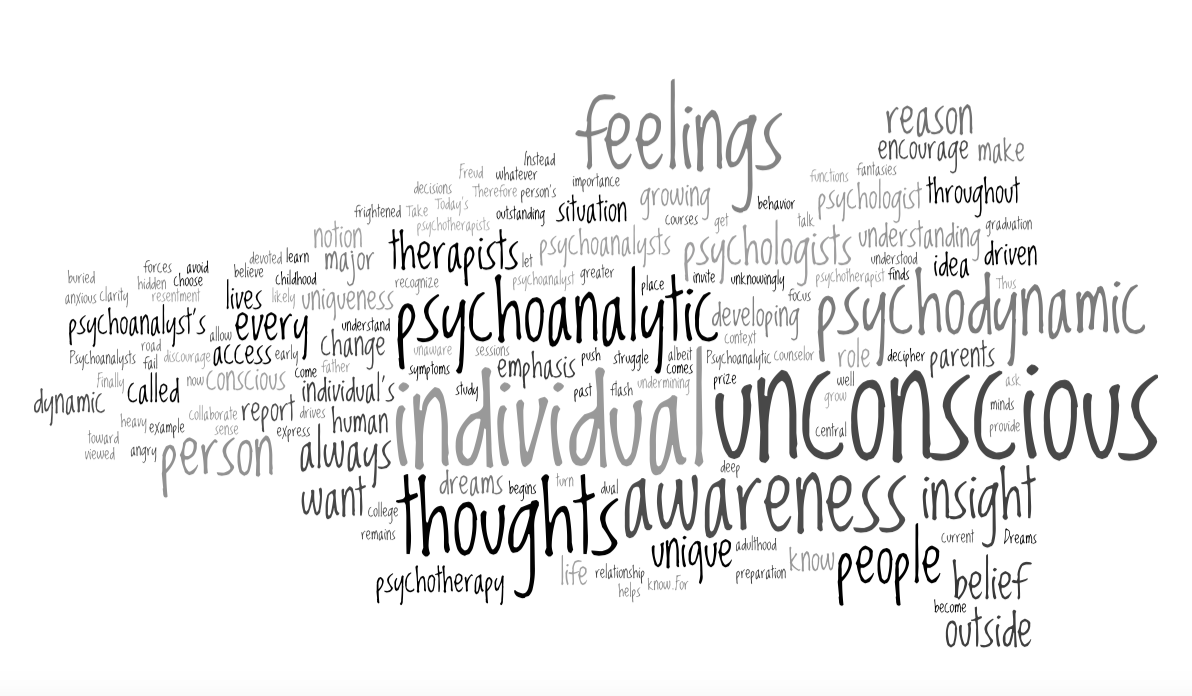 feelings
reason
encourage make
Instead
Freud whatever
functions fantasies
decisions Therefore person's importance growing psychologist throughout
frightened Take Today's outstanding situation courses get behavior talk
psychotherapists
graduation
notion therapists let psychoanalysts psychologists understanding
major understood idea driven
devoted learn
buried forces avoid believe childhood recognize psychoanalyst greater place invite unknowingly psychotherapist finds Thus
hidden choose
anxious Clarity resentment lives likely uniqueness psychoanalytic focus psychodynamic
psychoanalyst's allow every understand developing
context
road change unaware sessions
Psychoanalysts fail discourage access early father symptoms emphasis push struggle albeit comes Psychoanalytic counselor role decipher parents
Finally now conscious come individual's study past flash undermining prize well ask
dynamic called grow minds
heavy example collaborate sense report drives express human individual unconscious central provide
toward
viewed angry person always
deep
want college dreams begins turn dual awareness insight
thoughts
remains current Dreams
unique adulthood
psychotherapy life relationship preparation know people belief
helps know.For
become
outside